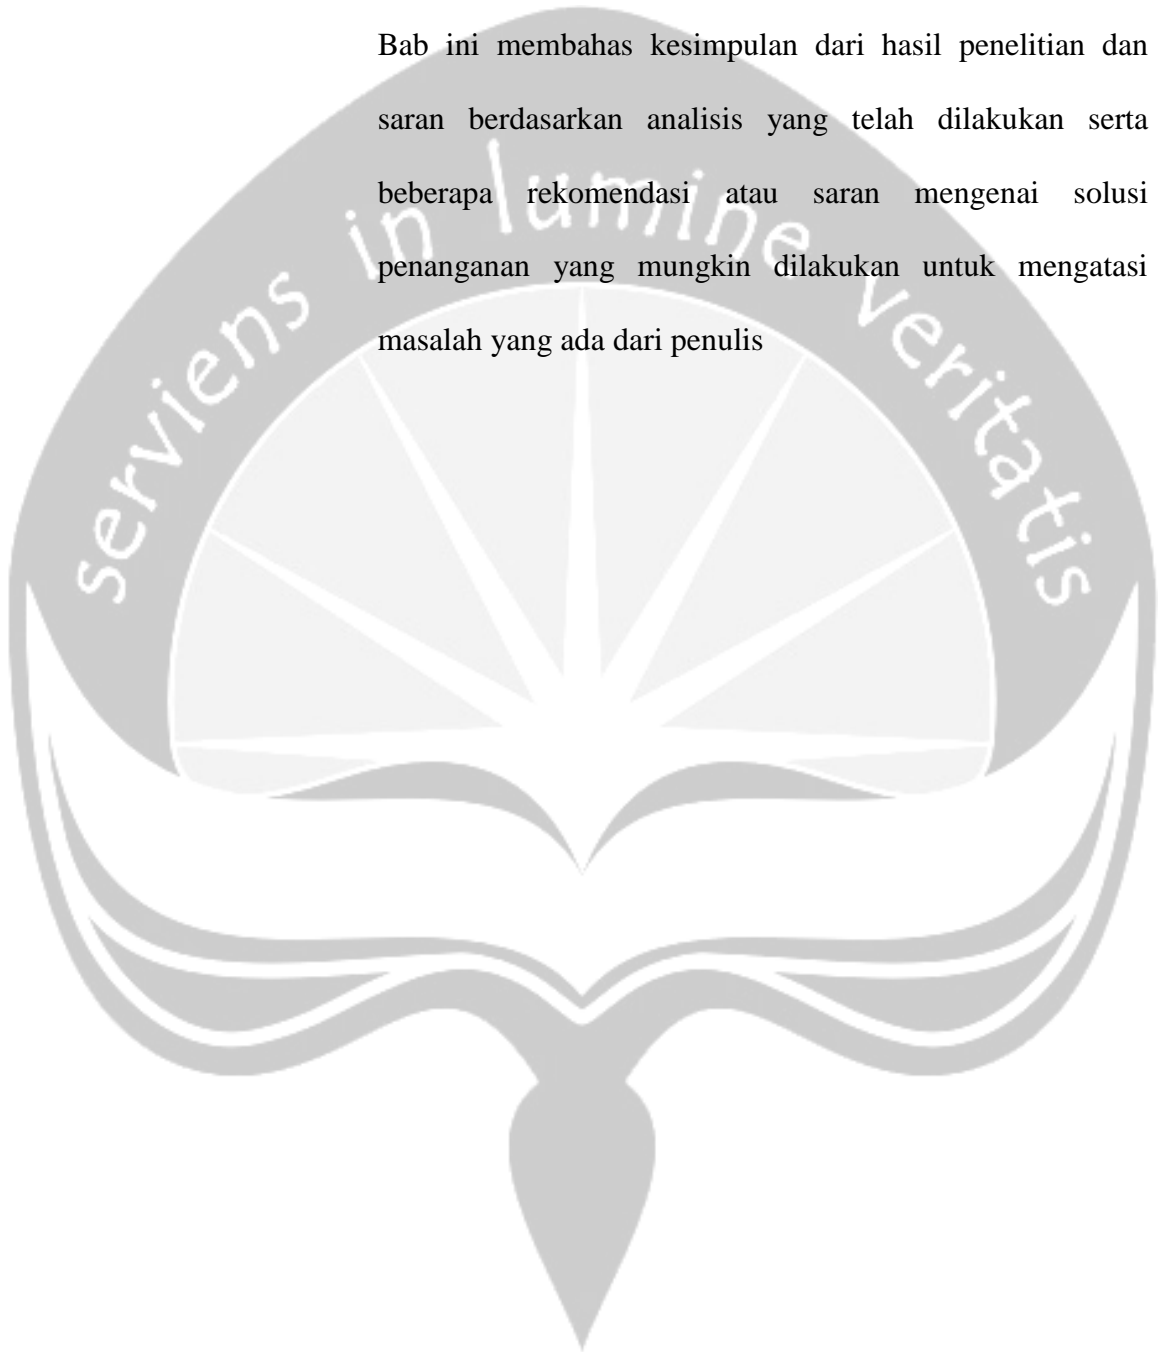 Bab ini membahas kesimpulan dari hasil penelitian dan
saran berdasarkan analisis yang telah dilakukan serta
beberapa rekomendasi atau saran mengenai solusi
penanganan yang mungkin dilakukan untuk mengatasi
masalah yang ada dari penulis
serviens in lumine veritatis